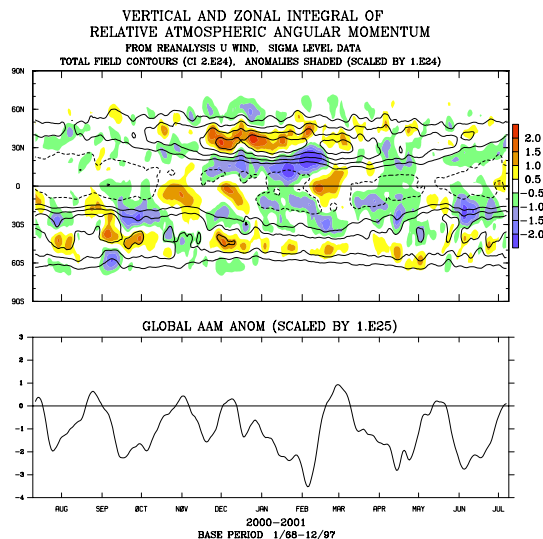 VERTICAL AND ZONAL INTEGRAL OF
RELATIVE ATMOSPHERIC ANGULAR MOMENTUM
FROM REANALYSIS U WIND, SIGMA LEVEL DATA
TOTAL FIELD CONTOURS (CI 2.E24), ANOMALIES SHADED (SCALED BY 1.E24)
90N
60N
30N
0
30S
60S
90S
2.0
1.5
1.0
0.5
-0.5
-1.0
-1.5
-2.0
GLOBAL AAM ANOM (SCALED BY 1.E25)
3
2
1
0
-1
-2
-3
-4
AUG SEP ØCT NØV DEC JAN FEB MAR APR MAY JUN JUL
2000-2001
BASE PERIOD 1/68-12/97